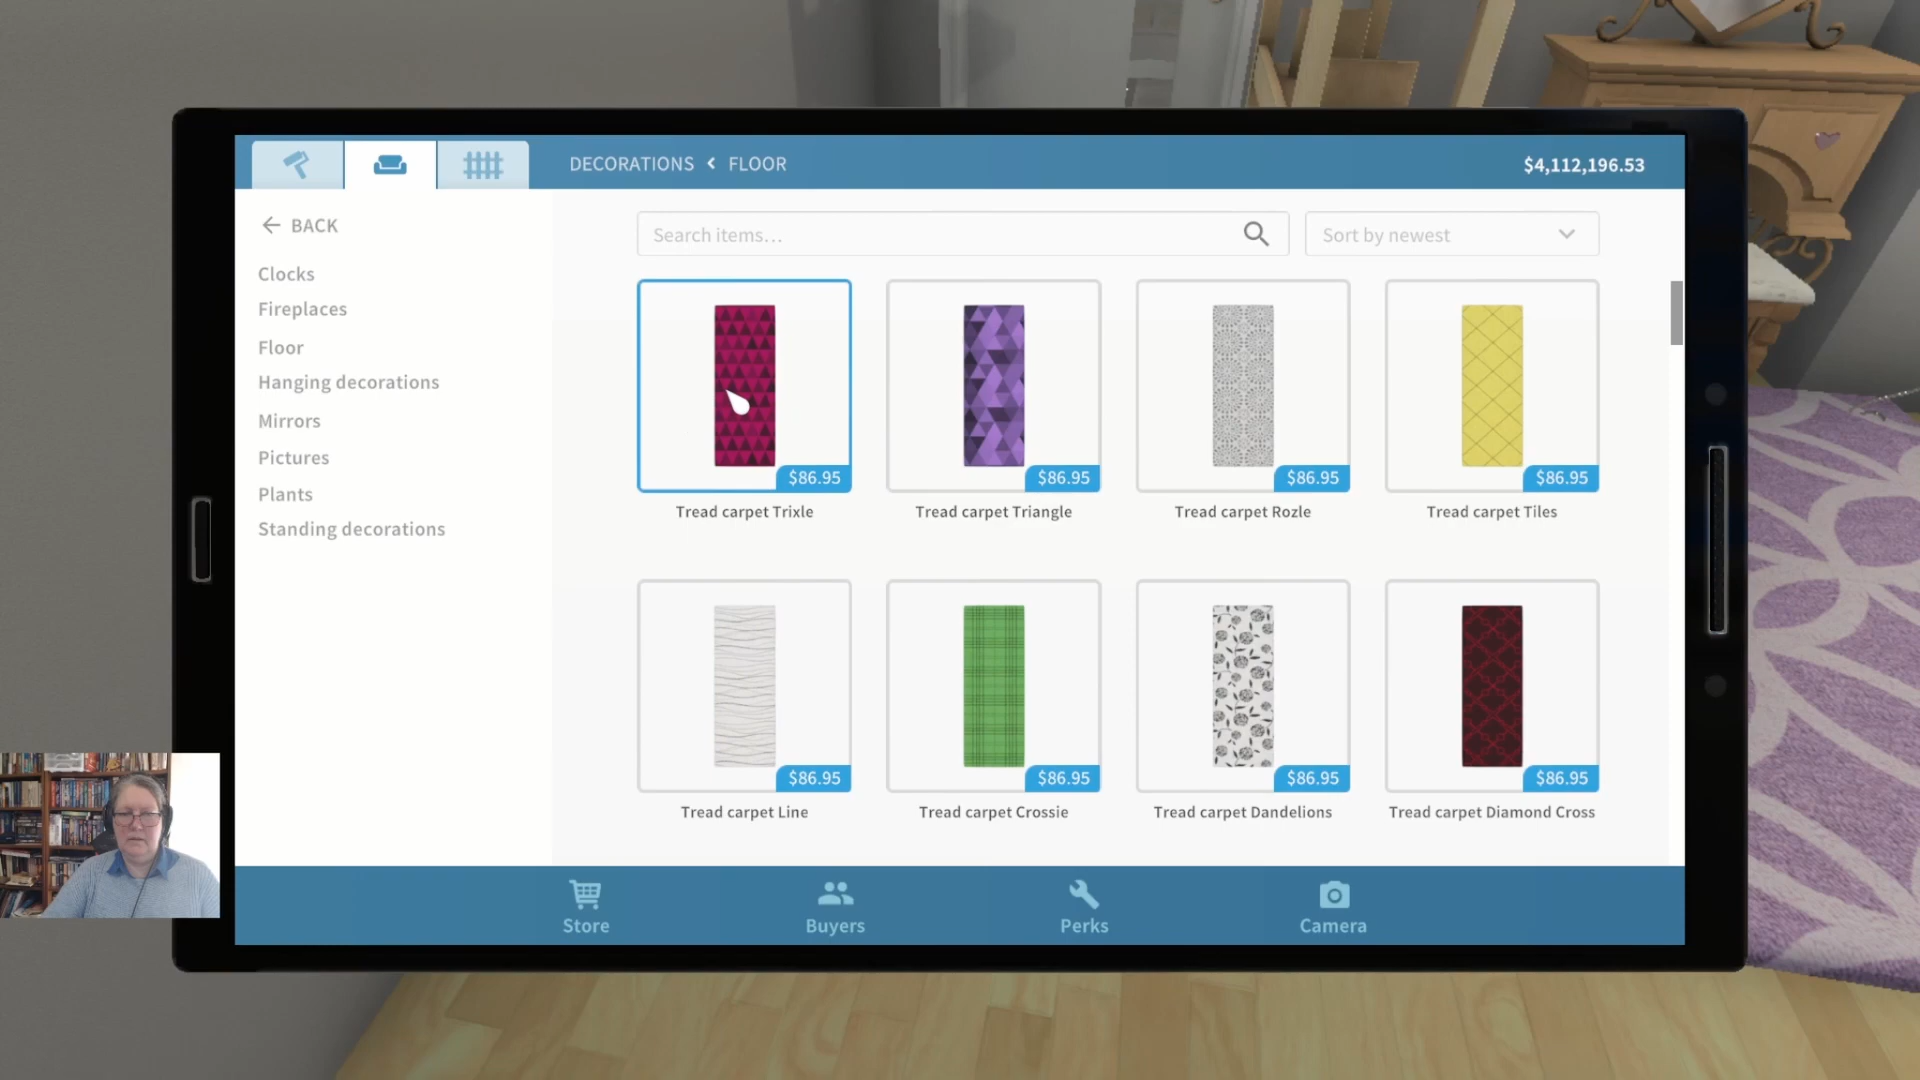 DECORATIONS < FLOOR
$4,112,196.53
BACK
Clocks
Fireplaces
Floor
Hanging decorations
Mirrors
Pictures
Plants
Standing decorations
Search items...
Sort by newest
$86.95
$86.95
$86.95
$86.95
Tread carpet Trixle
Tread carpet Triangle
Tread carpet Rozle
Tread carpet Tiles
$86.95
$86.95
$86.95
$86.95
Tread carpet Line
Tread carpet Crossie
Tread carpet Dandelions
Tread carpet Diamond Cross
Store
Buyers
Perks
Camera